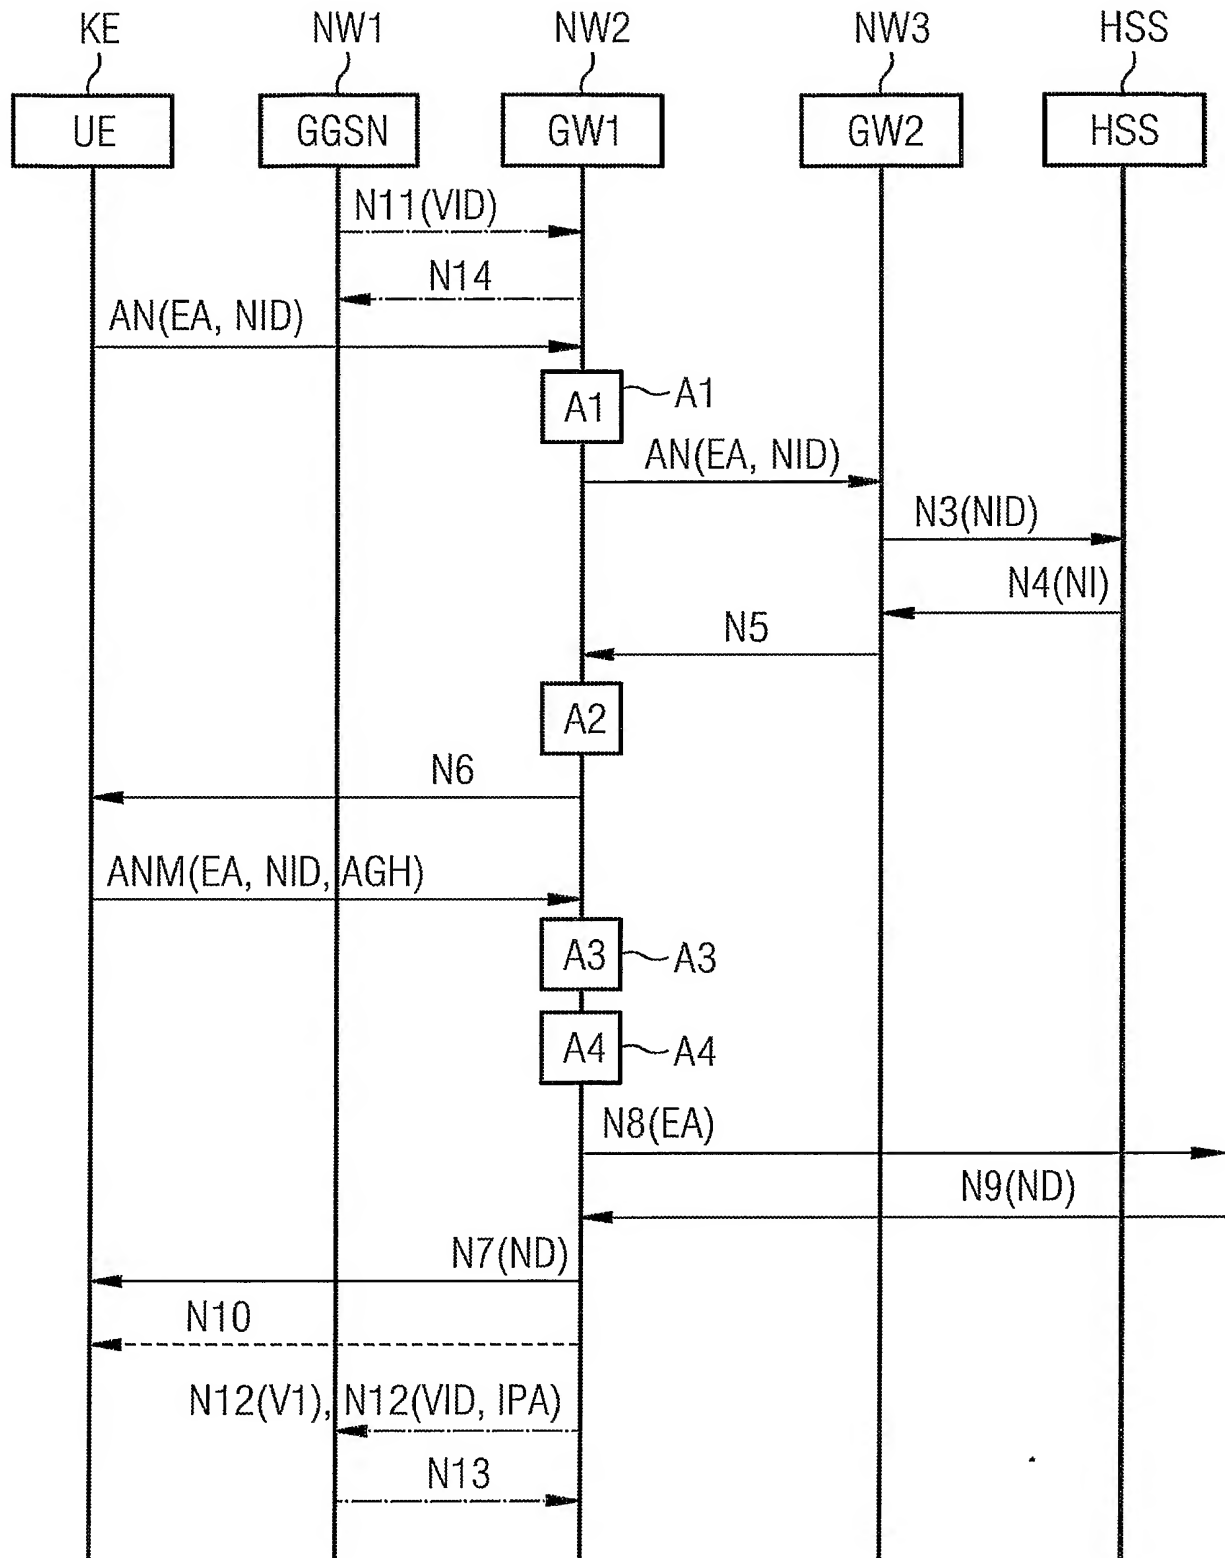 KE NW1 NW2 NW3 HSS
UE GGSN GW1 GW2 HSS
N11(VID)
N14
AN(EA, NID)
A1 A1
AN(EA, NID)
N3(NID)
N4(NI)
N5
A2
N6
ANM(EA, NID, AGH)
A3 A3
A4 A4
N8(EA)
N9(ND)
N7(ND)
N10
N12(V1), N12(VID, IPA)
N13